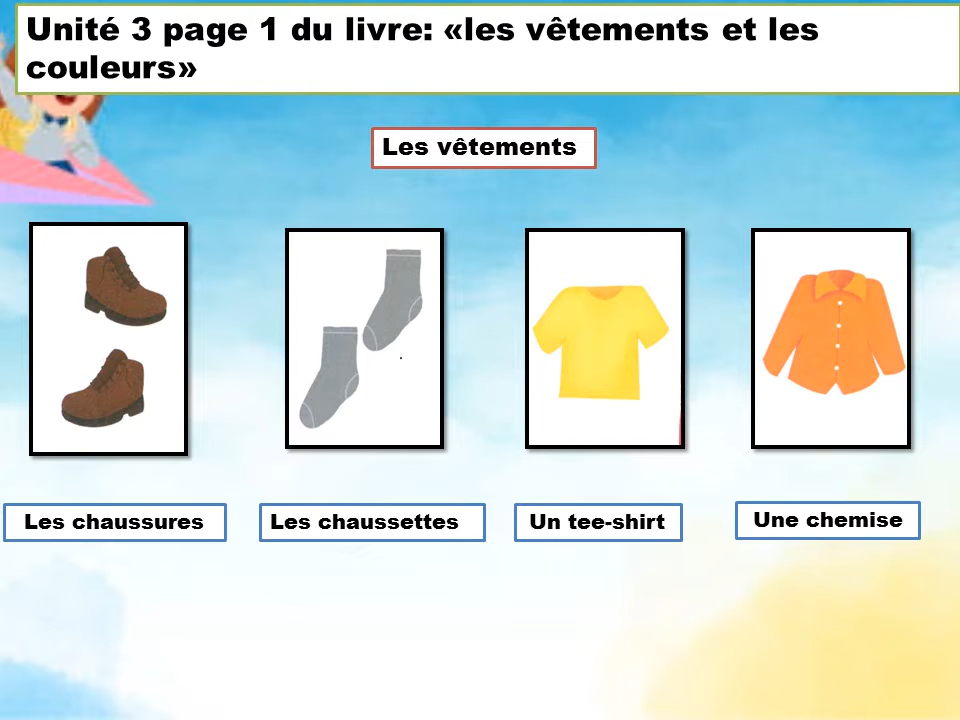 Unité 3 page 1 du livre: «les vêtements et les
couleurs»
Les vêtements
Les chaussures
Les chaussettes
Un tee-shirt
Une chemise